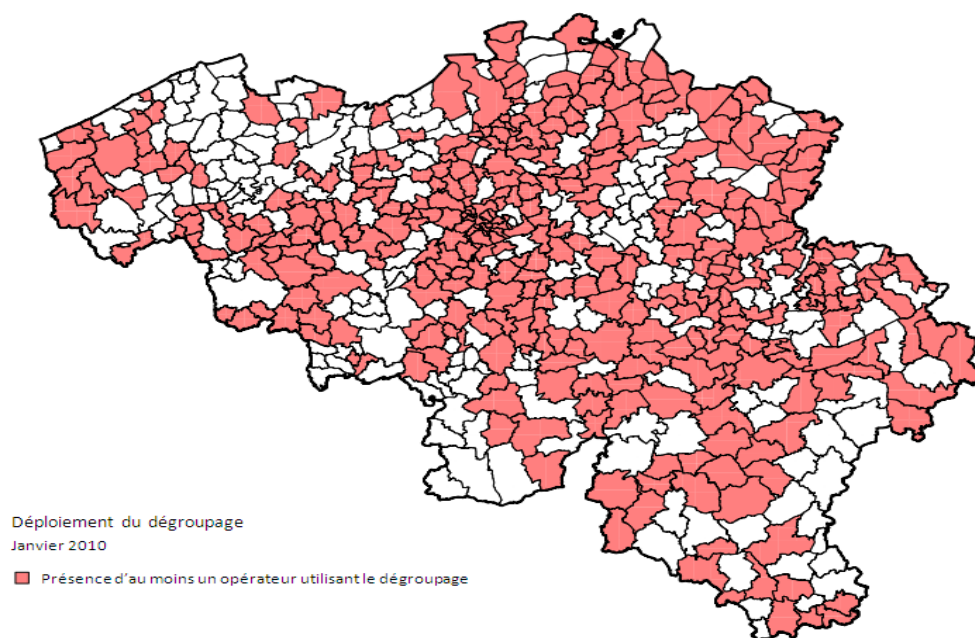 Déploiement du dégroupage
Janvier 2010
Présence d'au moins un opérateur utilisant le dégroupage